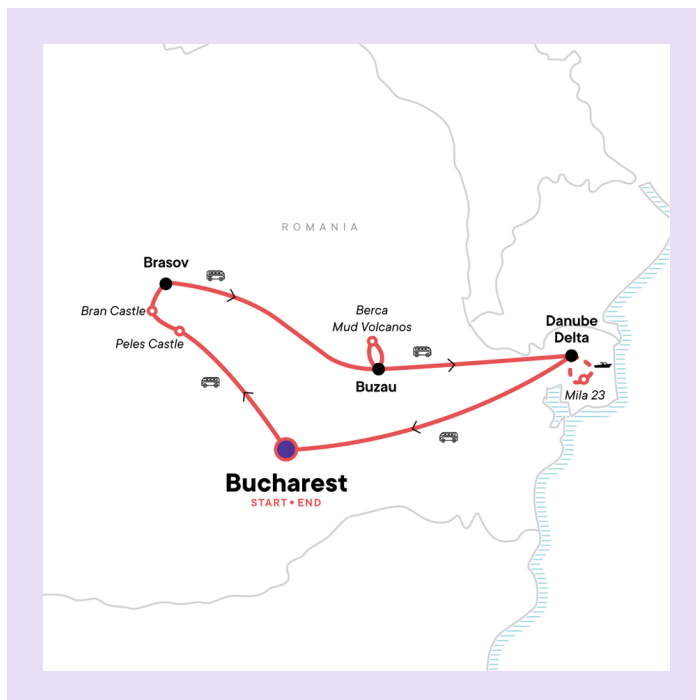 ROMANIA
Brasov
Bran Castle
Peles Castle
Berca
Mud Volcanos
Buzau
Danube
Delta
Mila 23
Bucharest
START • END